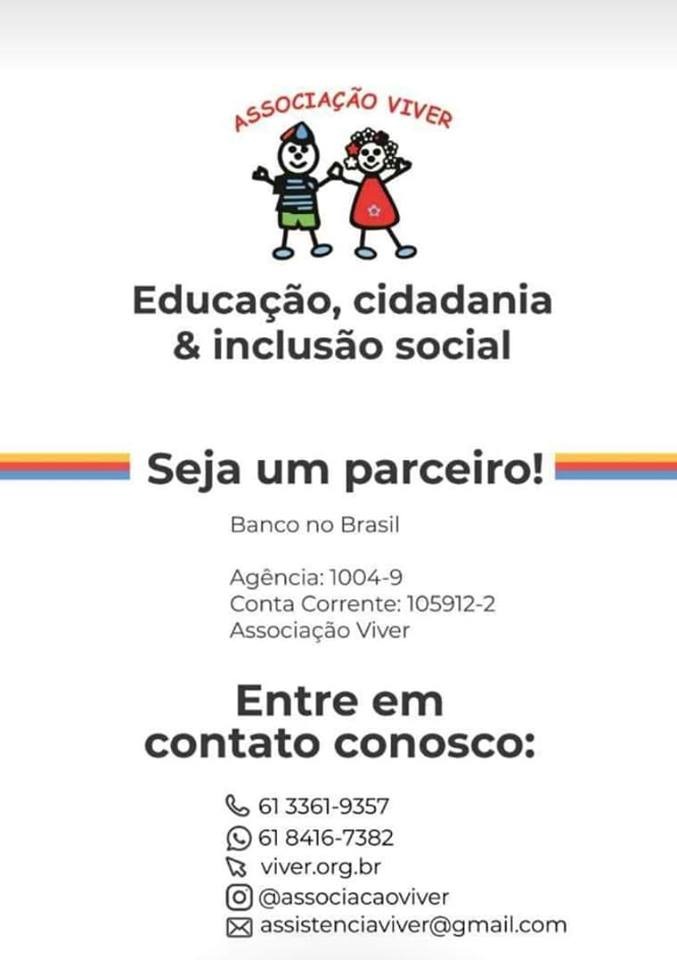 ASSOCIAÇÃO VIVER
Educação, cidadania
& inclusão social
Seja um parceiro!
Banco no Brasil
Agência: 1004-9
Conta Corrente: 105912-2
Associação Viver
Entre em
contato conosco:
61 3361-9357
61 8416-7382
viver.org.br
@associacaoviver
assistenciaviver@gmail.com